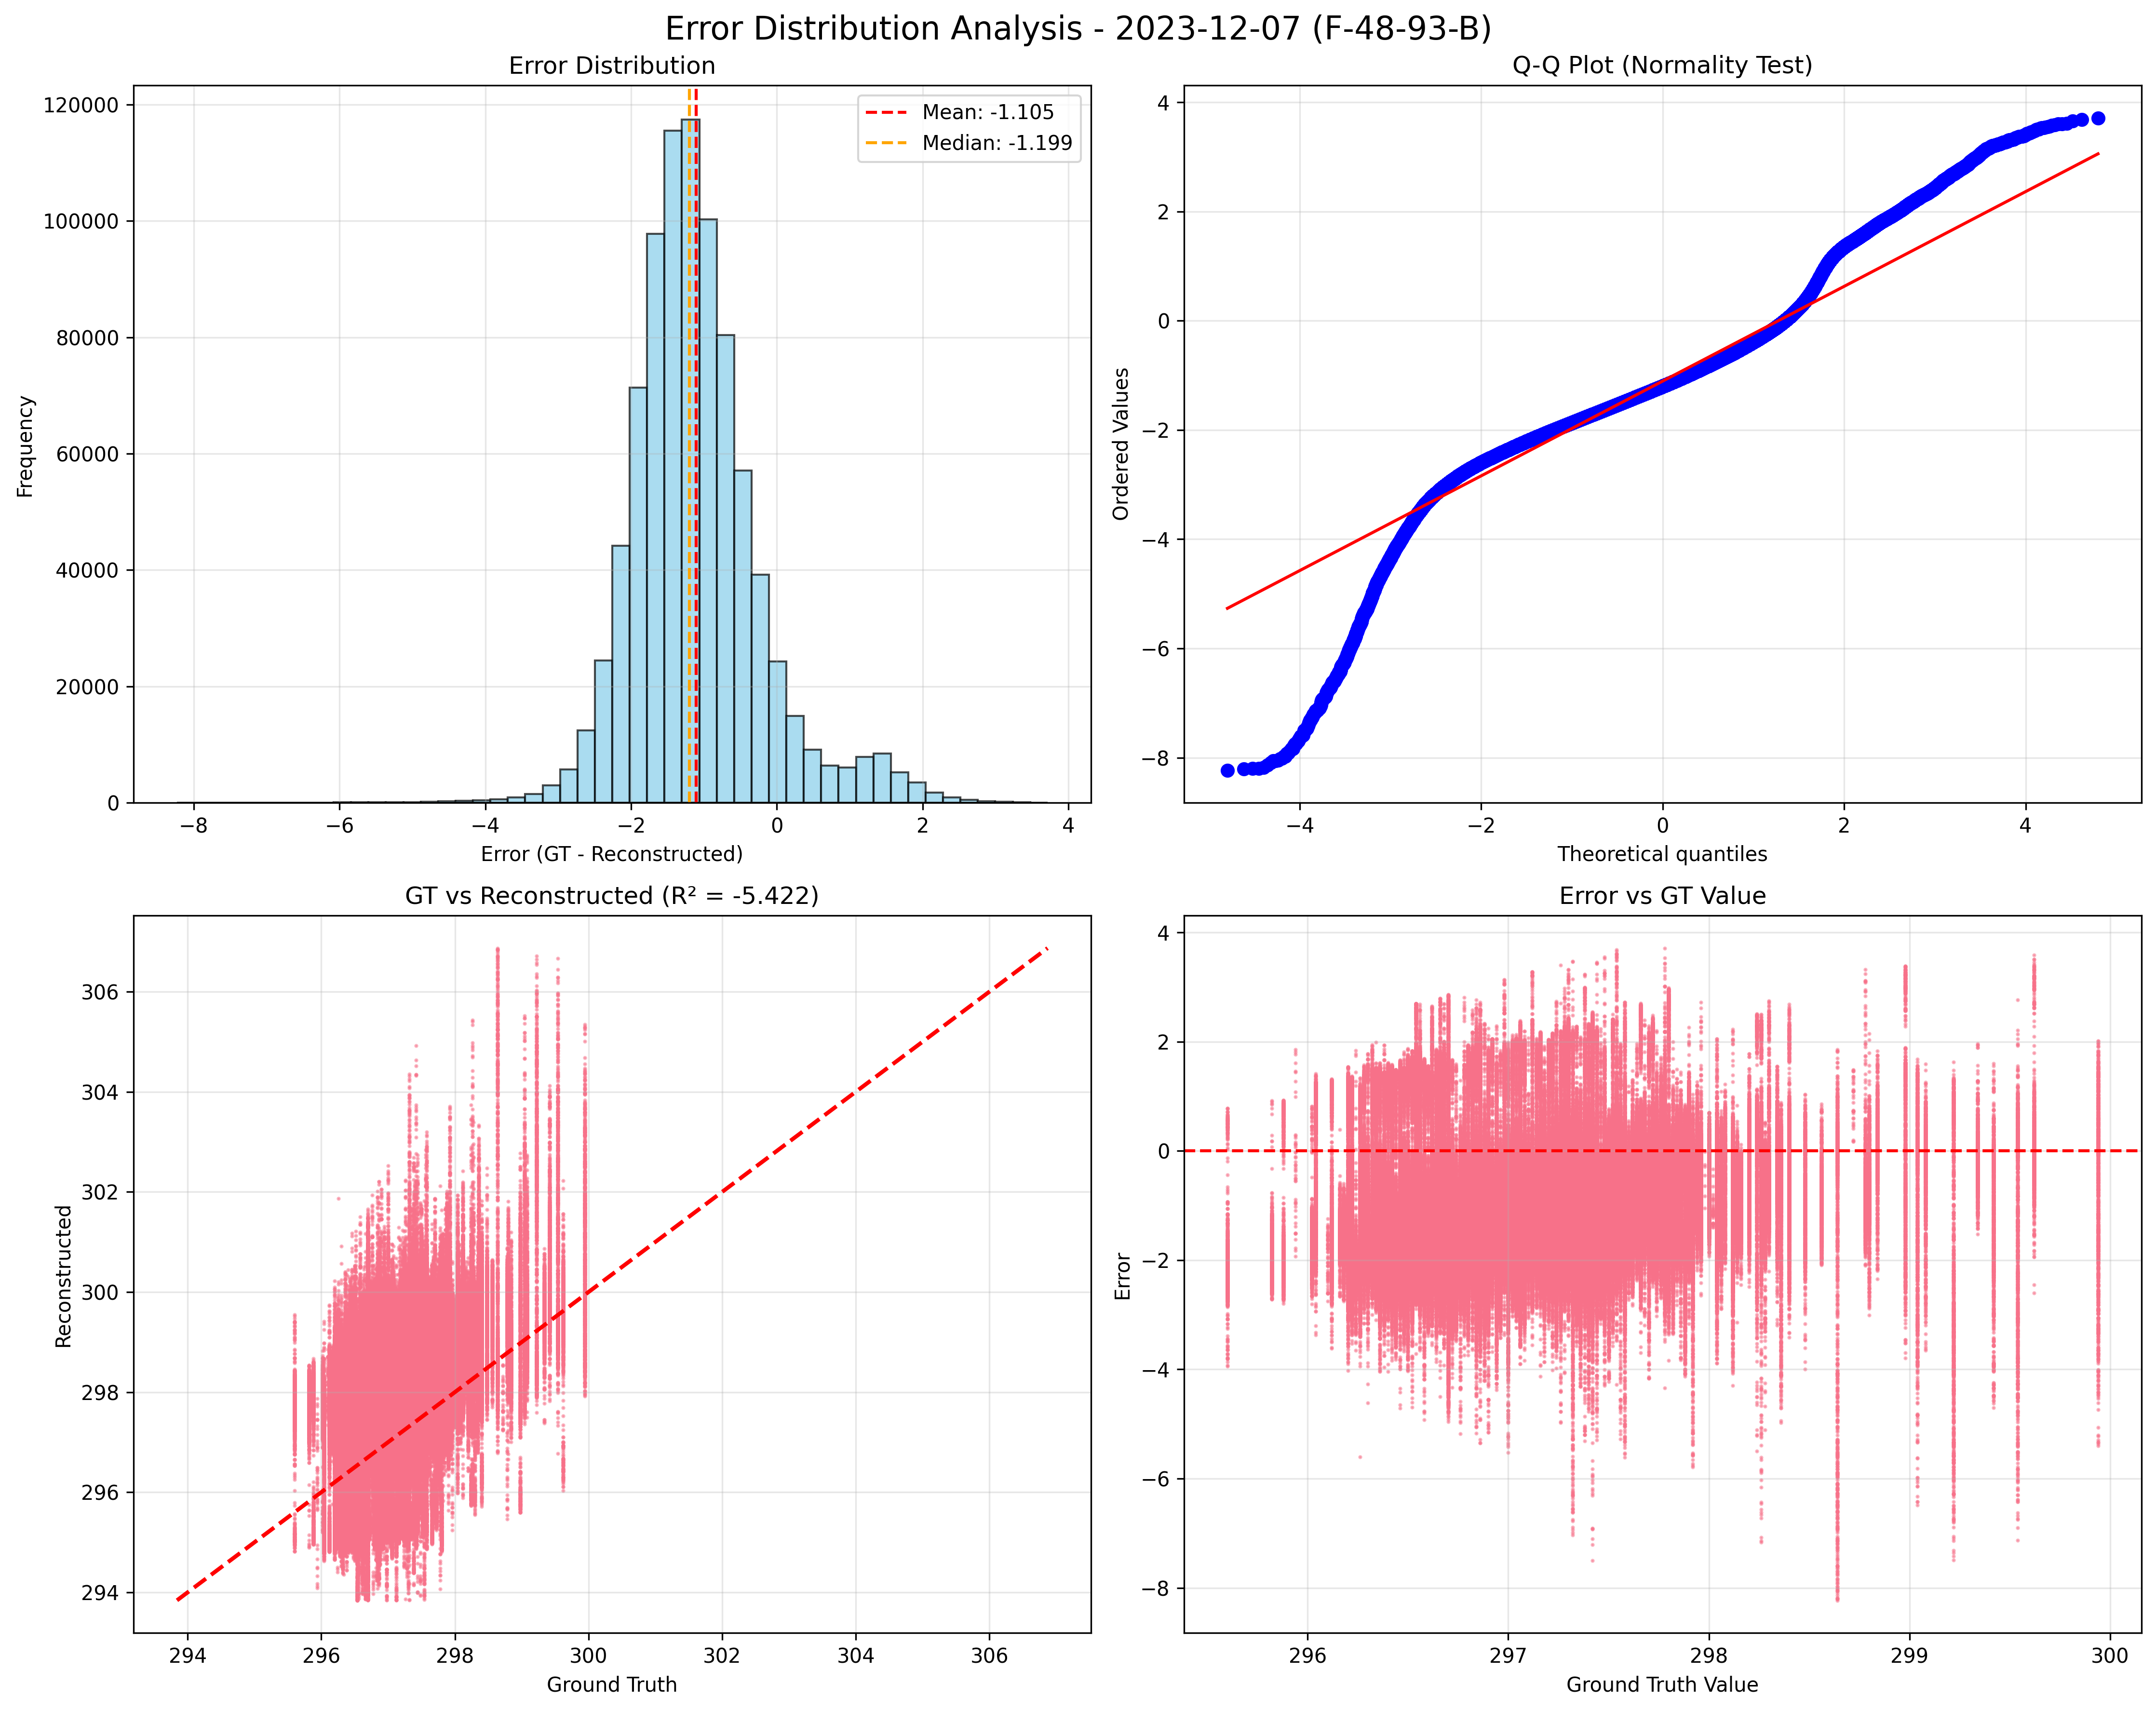 Error Distribution Analysis - 2023-12-07 (F-48-93-B)
Error Distribution
120000
100000
80000
60000
40000
20000
0
Frequency
Mean: -1.105
Median: -1.199
−8 −6 −4 −2 0 2 4
Error (GT - Reconstructed)
Q-Q Plot (Normality Test)
4
2
0
−2
−4
−6
−8
Ordered Values
−4 −2 0 2 4
Theoretical quantiles
GT vs Reconstructed (R² = -5.422)
306
304
302
300
298
296
294
Reconstructed
294 296 298 300 302 304 306
Ground Truth
Error vs GT Value
4
2
0
−2
−4
−6
−8
Error
296 297 298 299 300
Ground Truth Value